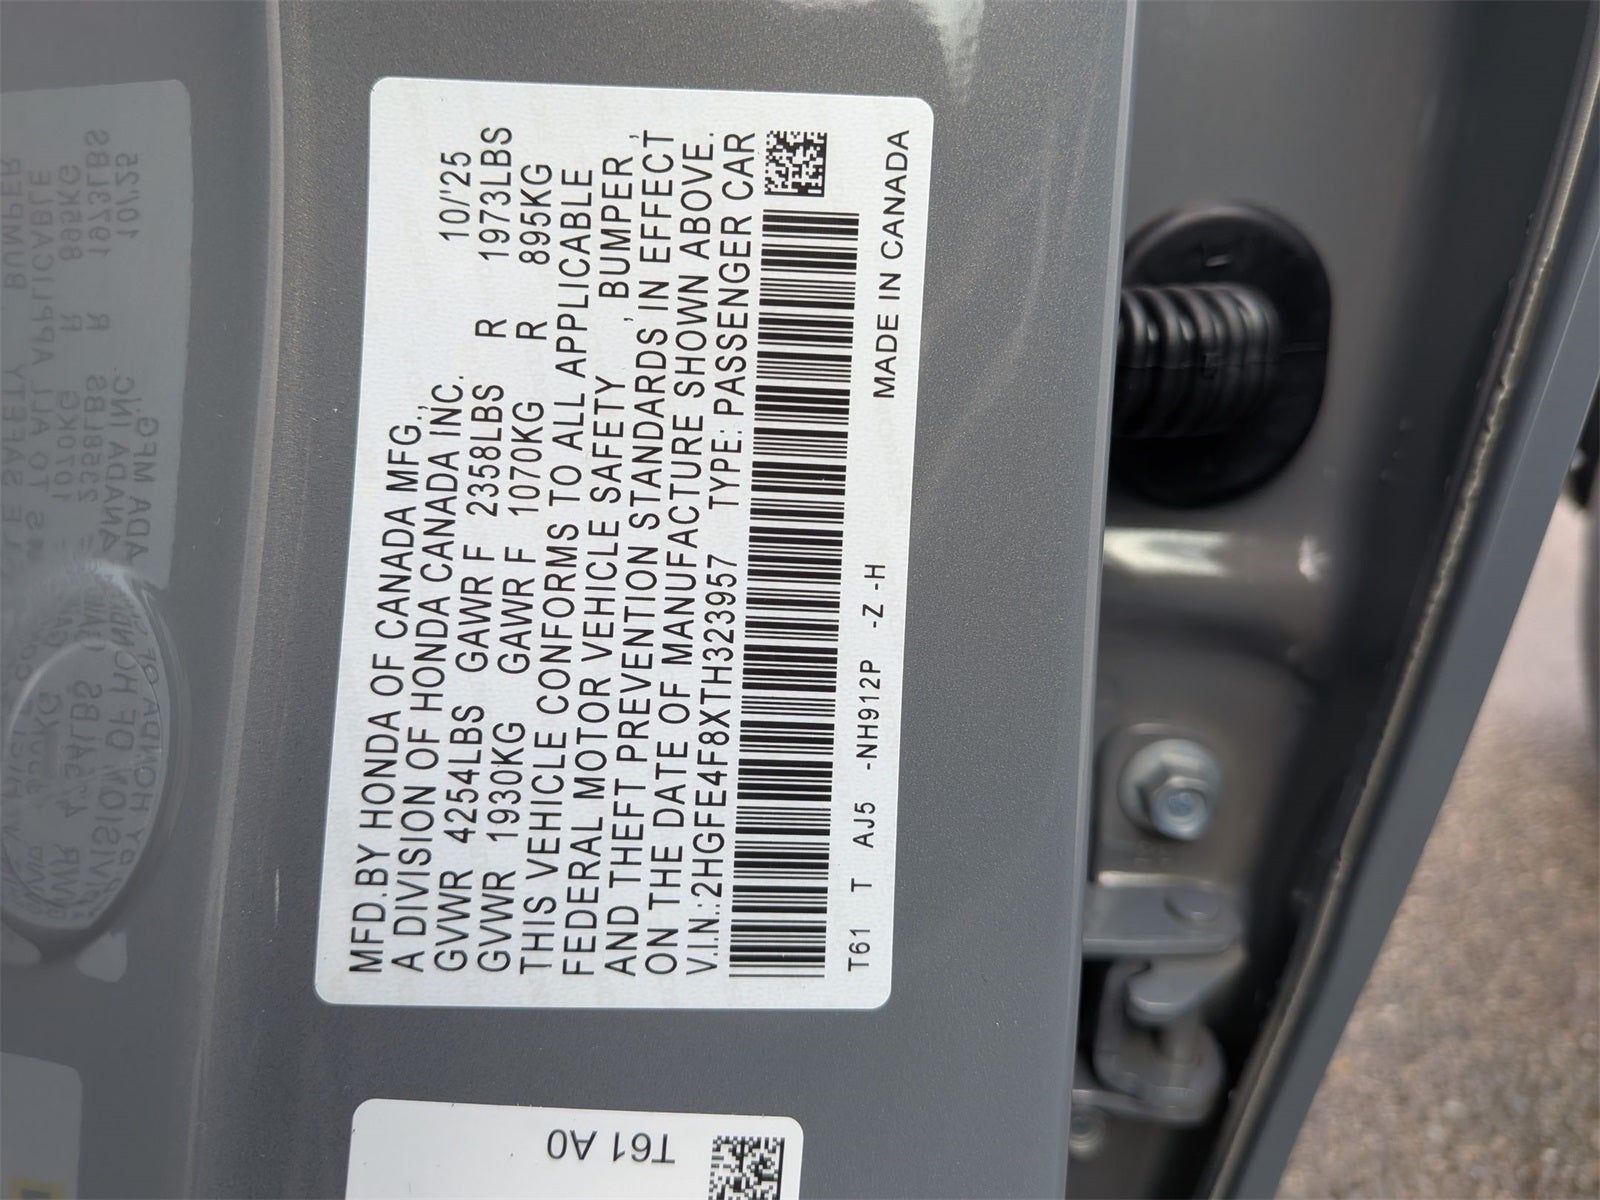 MFD.BY HONDA OF CANADA MFG.,
A DIVISION OF HONDA CANADA INC. 10/'25
GVWR 4254LBS GAWR F 2358LBS R 1973LBS
GVWR 1930KG GAWR F 1070KG R 895KG
THIS VEHICLE CONFORMS TO ALL APPLICABLE
FEDERAL MOTOR VEHICLE SAFETY, BUMPER,
AND THEFT PREVENTION STANDARDS IN EFFECT
ON THE DATE OF MANUFACTURE SHOWN ABOVE.
V.I.N.:2HGFE4F8XTH323957 TYPE: PASSENGER CAR
T61 T AJ5 -NH912P -Z -H MADE IN CANADA
T61 A0